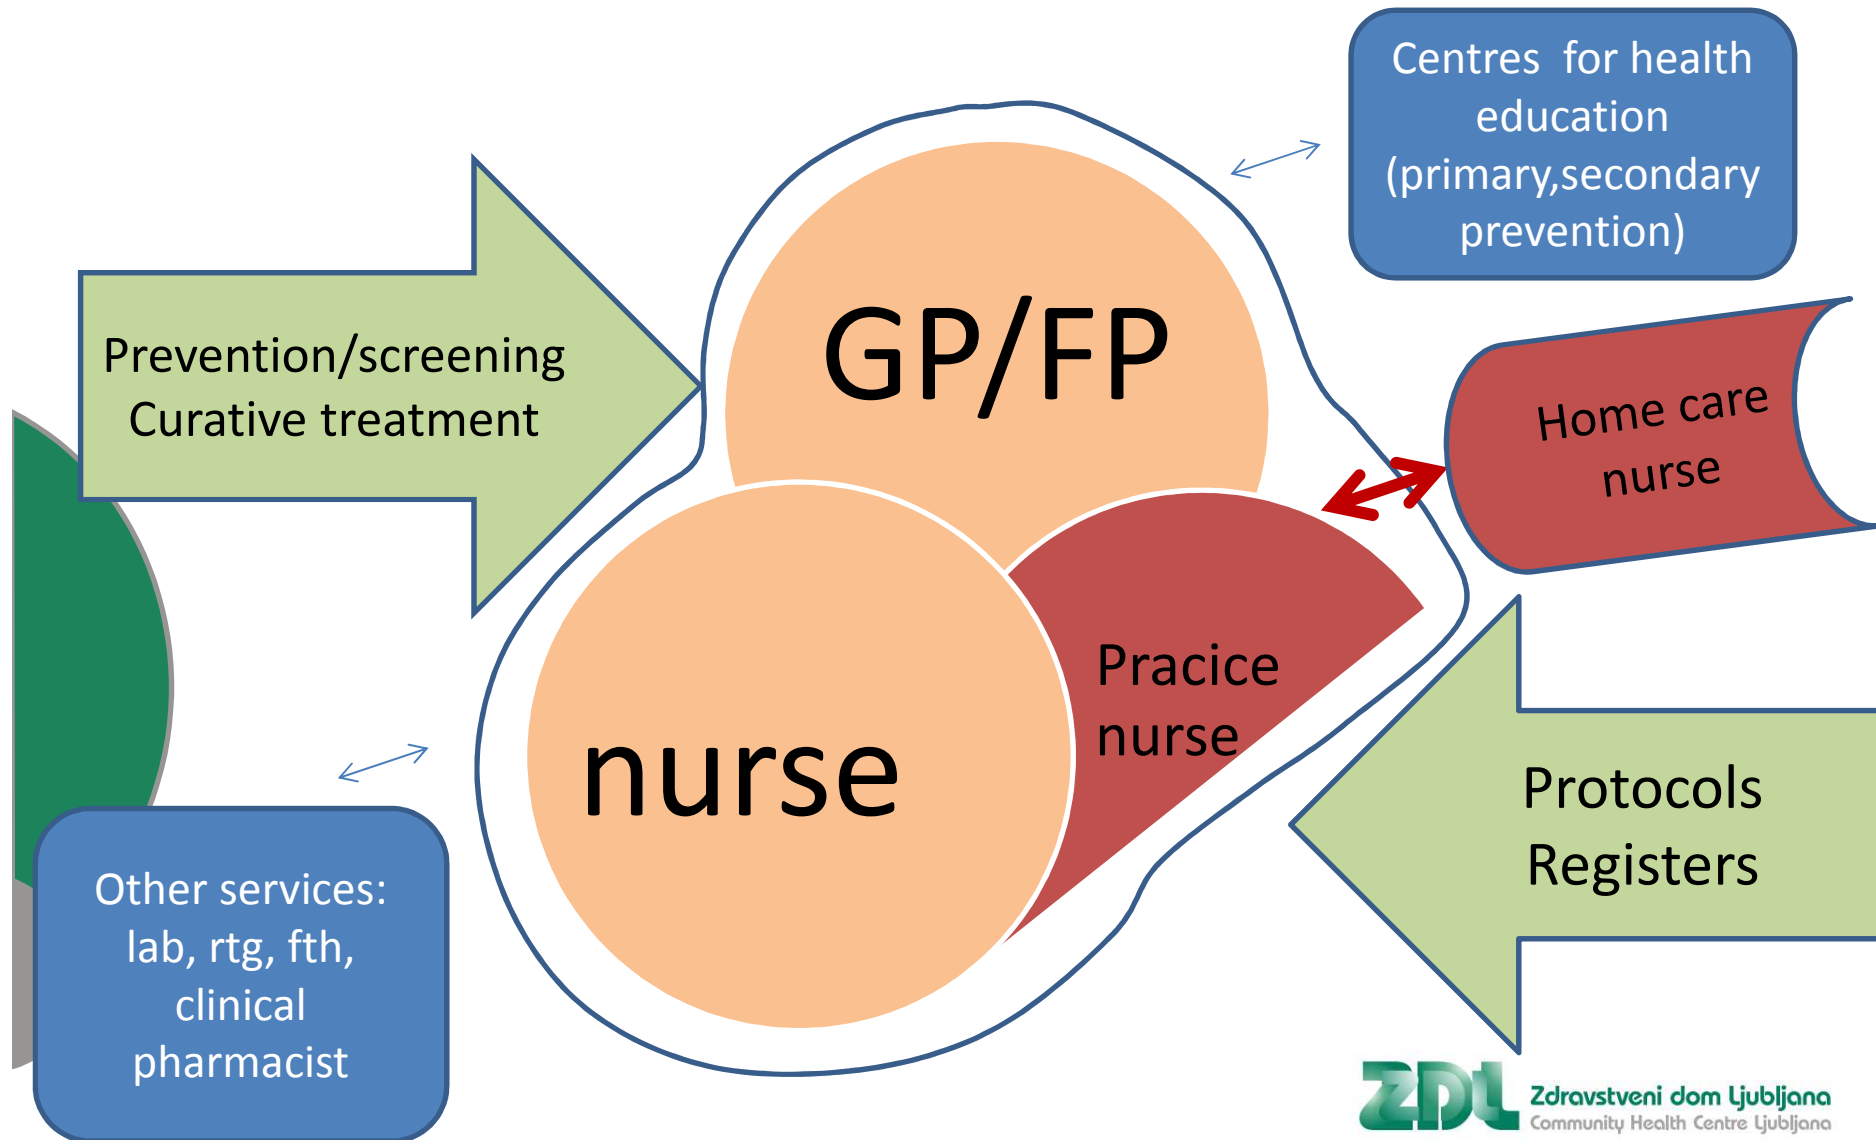 Centres for health
education
(primary,secondary
prevention)
GP/FP
Prevention/screening
Curative treatment
Home care
nurse
Pracice
nurse
nurse
Protocols
Registers
Other services:
lab, rtg, fth,
clinical
pharmacist
ZDL
Zdravstveni dom Ljubljana
Community Health Centre Ljubljana